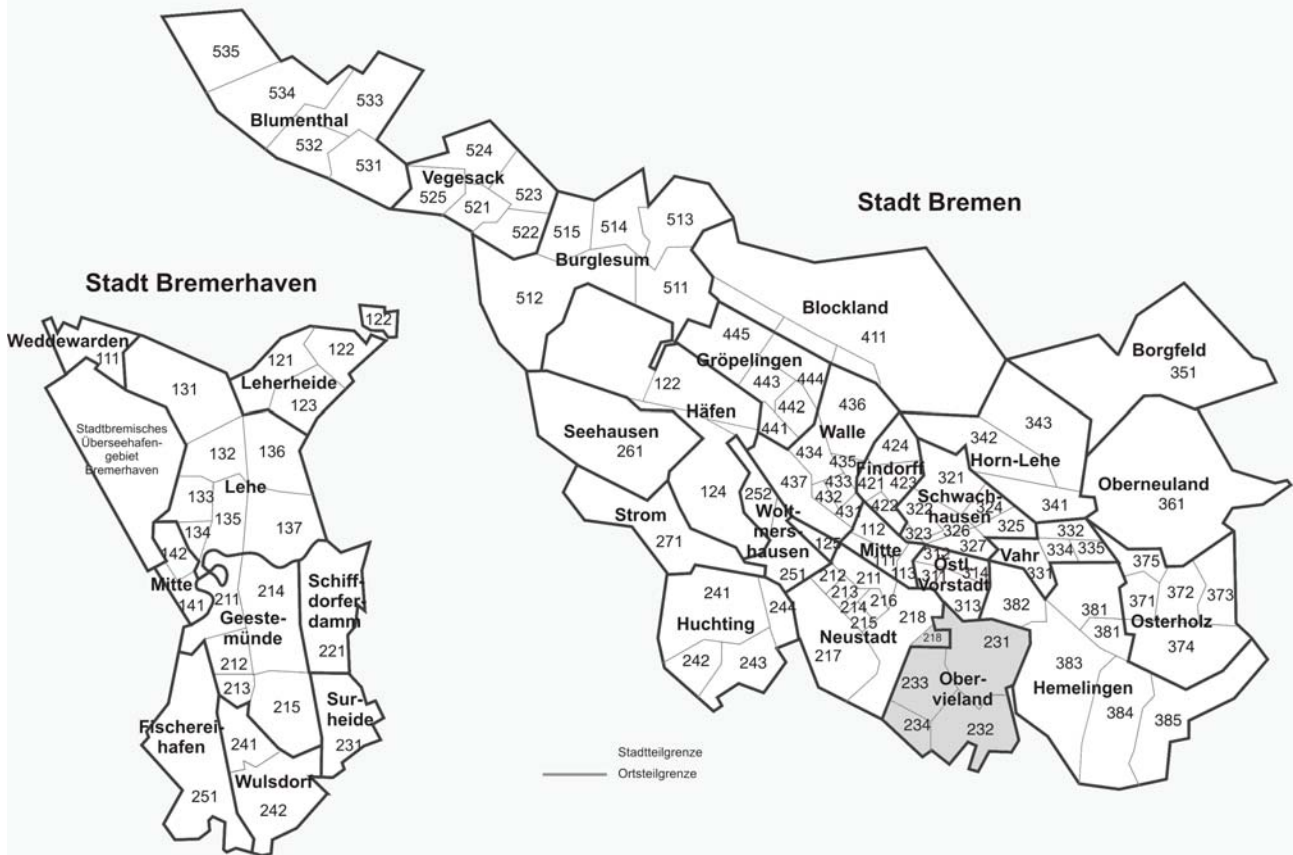 535
534
533
Blumenthal
532
531
524
Vegesack
525
523
521
522
515
514
513
Burglesum
512
511
Stadt Bremen
Blockland
411
Borgfeld
351
445
Gröpelingen
443
444
442
441
122
Häfen
Seehausen
261
436
Walle
434
435
433
432
437
431
424
Findorff
421
423
422
343
342
Horn-Lehe
341
321
Schwach-
hausen
322
324
323
326
325
327
Oberneuland
361
332
334
335
Vahr
331
124
252
Wolt-
mers-
hausen
125
251
Strom
271
112
Mitte
111
113
312
Östl.
Vorstadt
311
314
313
375
372
371
373
Osterholz
374
241
244
Huchting
242
243
212
211
213
216
214
215
218
Neustadt
217
218
231
233
Ober-
vieland
234
232
382
381
381
383
Hemelingen
384
385
Stadt Bremerhaven
122
Weddewarden
111
121
122
Leherheide
123
131
Stadtbremisches
Überseehafen-
gebiet
Bremerhaven
132
136
Lehe
133
135
134
137
142
Mitte
141
211
214
Geeste-
münde
212
213
215
Schiff-
dorfer-
damm
221
Fischerei-
hafen
251
Sur-
heide
231
241
Wulsdorf
242
Stadtteilgrenze
Ortsteilgrenze